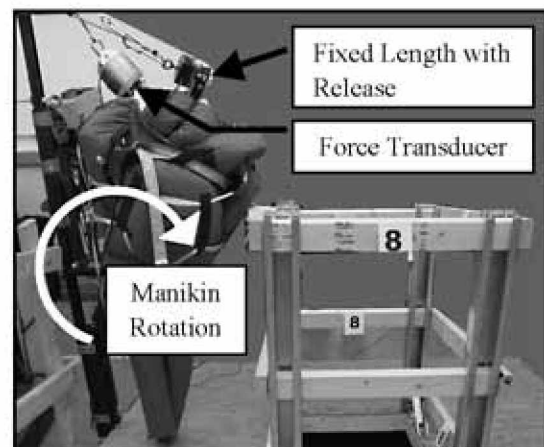 Fixed Length with
Release
Force Transducer
8
Manikin
Rotation
8